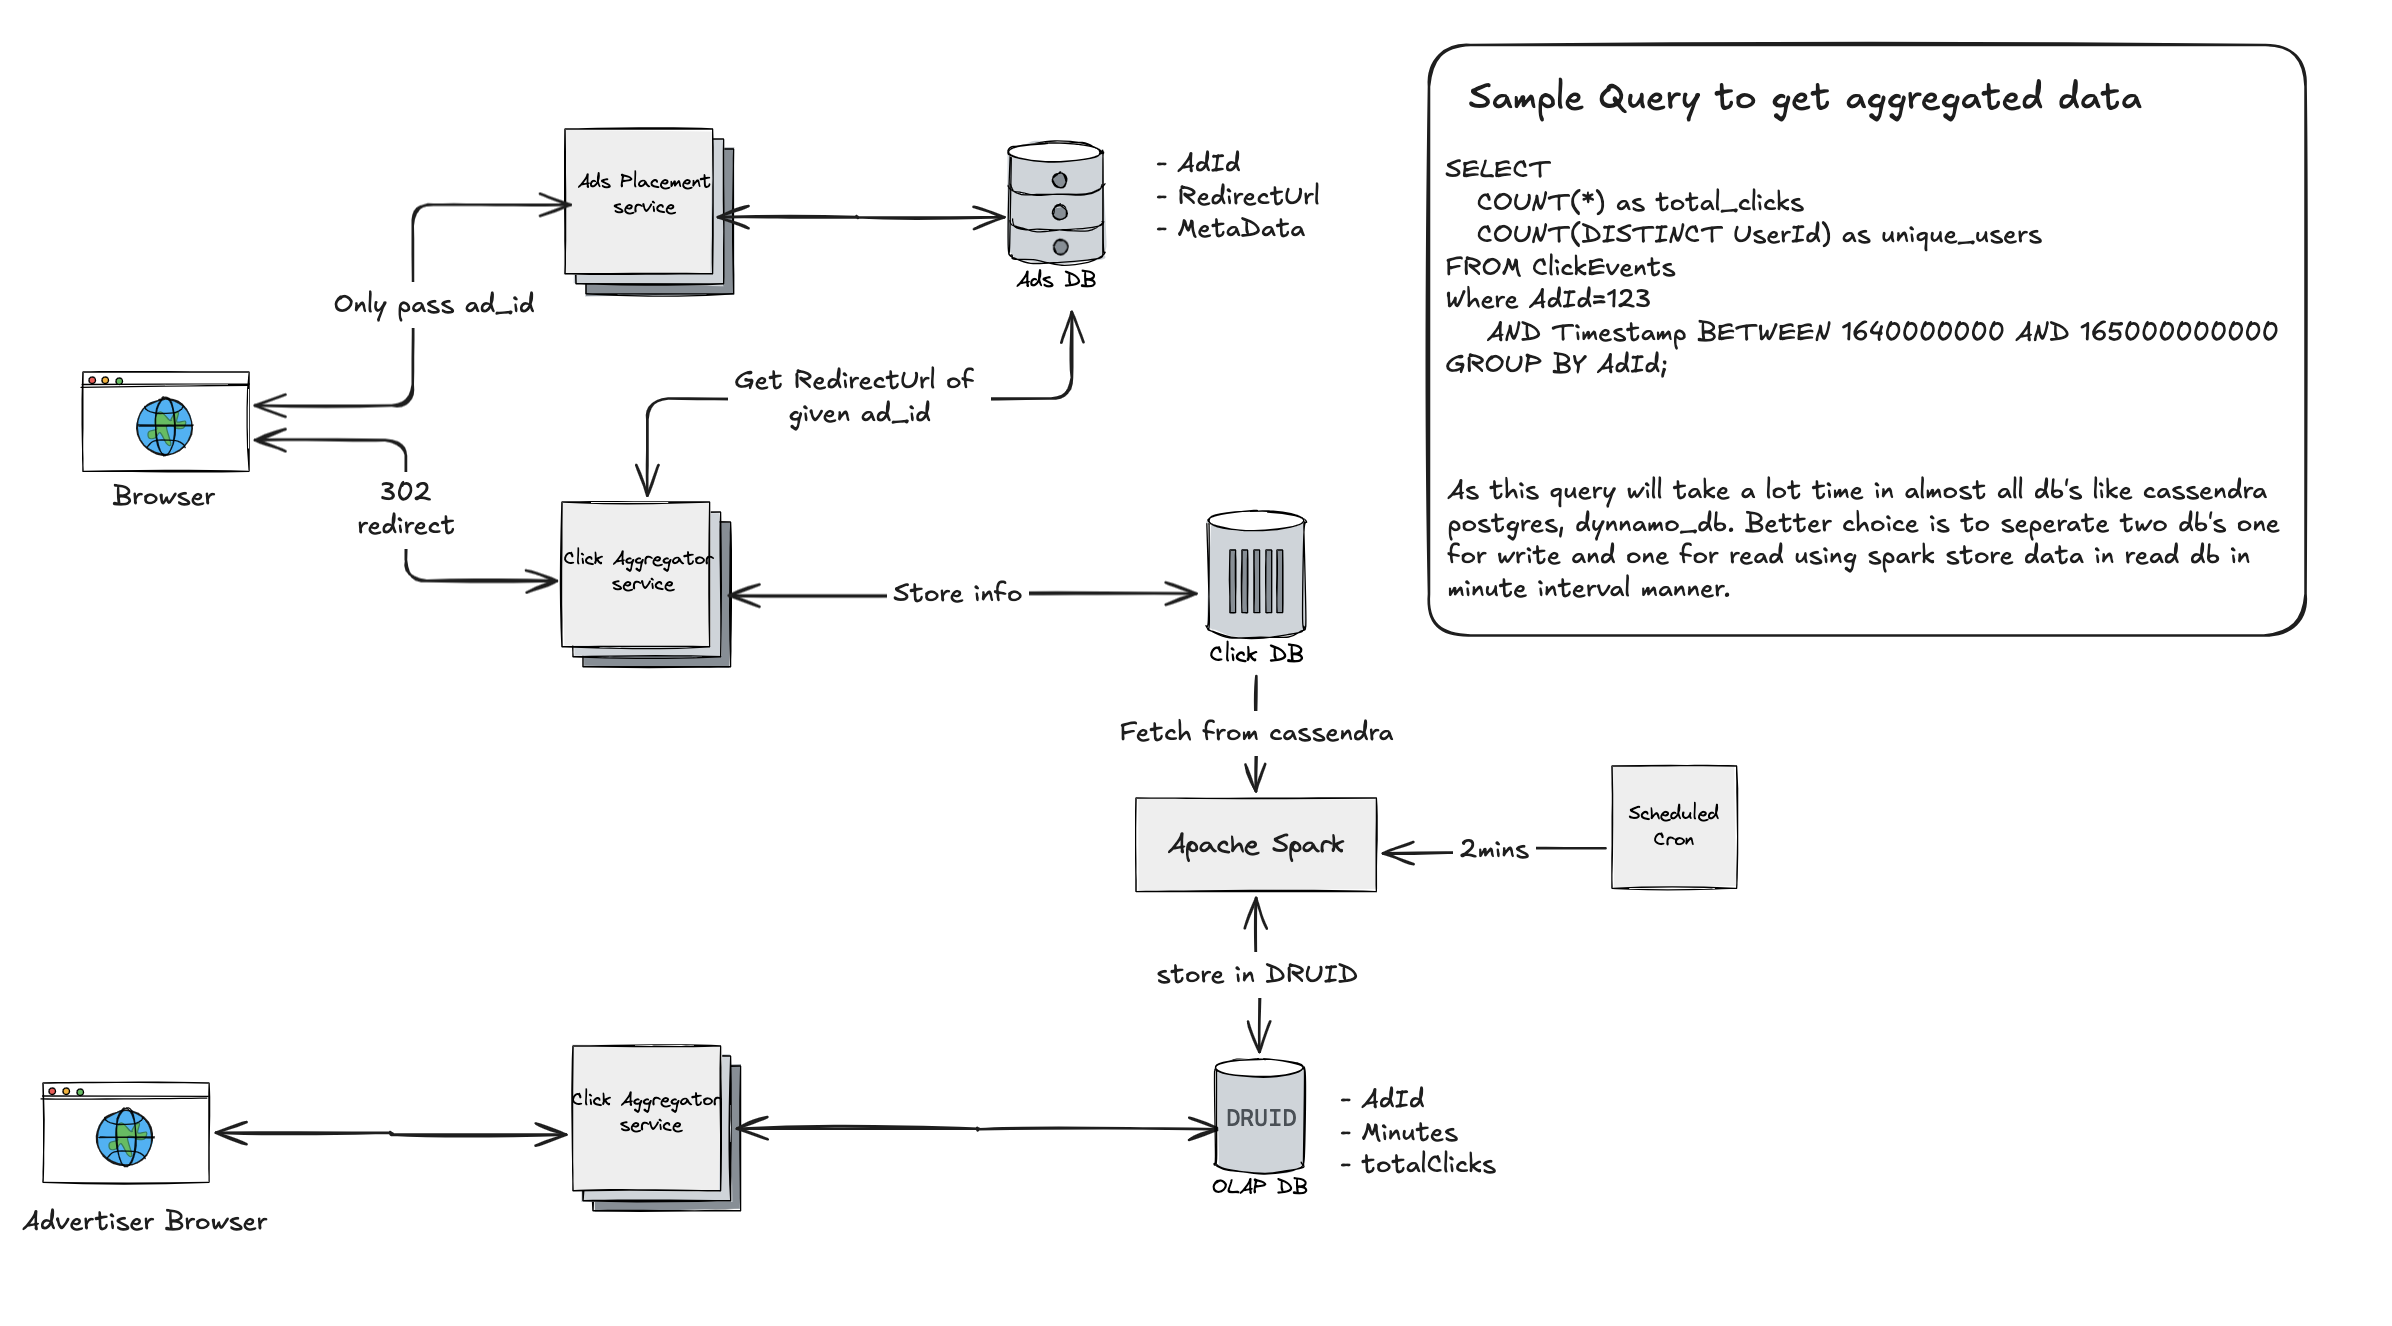 Sample Query to get aggregated data
SELECT
COUNT(*) as total_clicks
COUNT(DISTINCT UserId) as unique_users
FROM ClickEvents
Where AdId=123
AND Timestamp BETWEEN 1640000000 AND 165000000000
GROUP BY AdId;
As this query will take a lot time in almost all db's like cassendra
postgres, dynnamo_db. Better choice is to seperate two db's one
for write and one for read using spark store data in read db in
minute interval manner.
Ads Placement
service
- AdId
- RedirectUrl
- MetaData
Ads DB
Only pass ad_id
Get RedirectUrl of
given ad_id
Browser
302
redirect
Click Aggregator
service
Store info
Click DB
Fetch from cassendra
Apache Spark
2mins
Scheduled
Cron
store in DRUID
Click Aggregator
service
DRUID
OLAP DB
- AdId
- Minutes
- totalClicks
Advertiser Browser